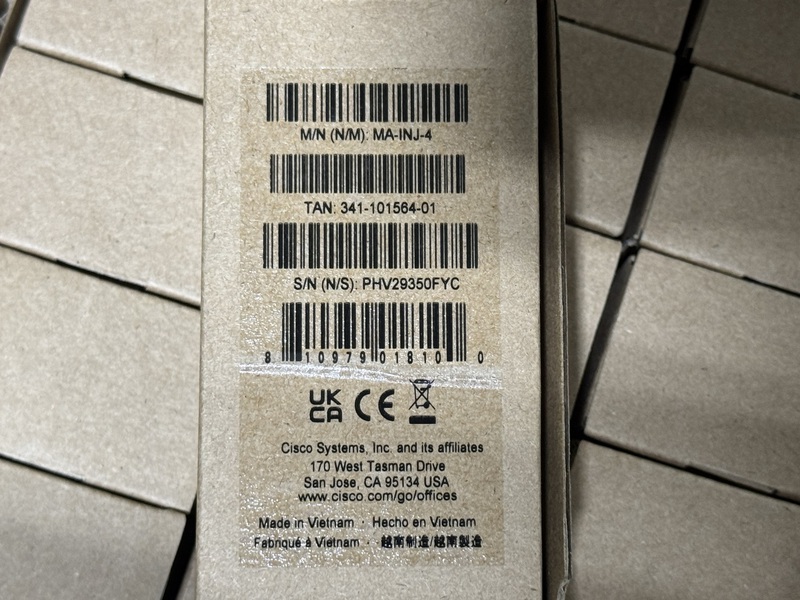 M/N (N/M): MA-INJ-4
TAN: 341-101564-01
S/N (N/S): PHV29350FYC
8 10979 01810 0
UK CA CE
Cisco Systems, Inc. and its affiliates
170 West Tasman Drive
San Jose, CA 95134 USA
www.cisco.com/go/offices
Made in Vietnam · Hecho en Vietnam
Fabriqué à Vietnam · 越南制造/越南製造